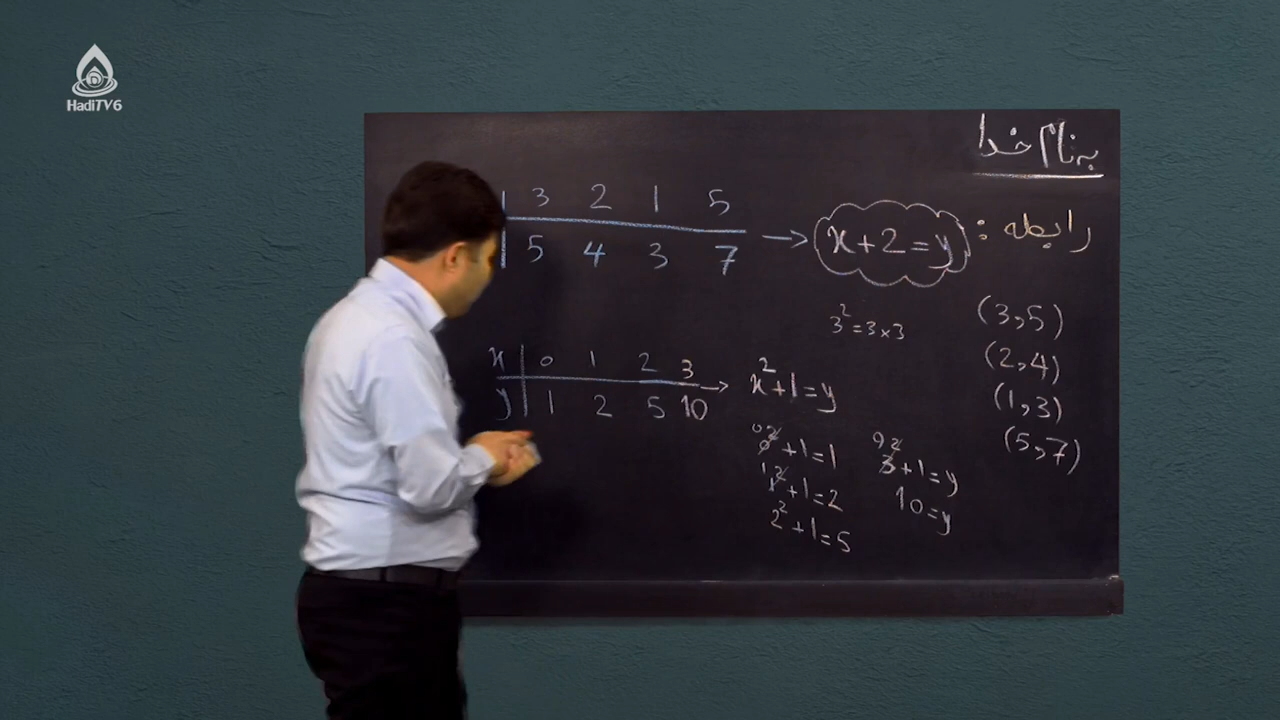 HadiTV6
به نام خدا
رابطه :
x+2=y
3 2 1 5
5 4 3 7
(3,5)
(2,4)
(1,3)
(5,7)
3²=3×3
x 0 1 2 3
y 1 2 5 10
x²+1=y
0²+1=1
1²+1=2
2²+1=5
3²+1=y
10=y